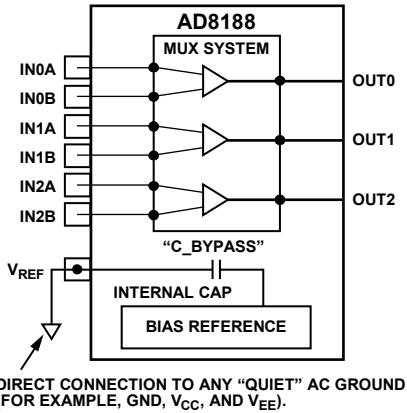 AD8188
MUX SYSTEM
IN0A
IN0B
IN1A
IN1B
IN2A
IN2B
OUT0
OUT1
OUT2
"C_BYPASS"
VREF
INTERNAL CAP
BIAS REFERENCE
DIRECT CONNECTION TO ANY “QUIET” AC GROUND
(FOR EXAMPLE, GND, VCC, AND VEE).